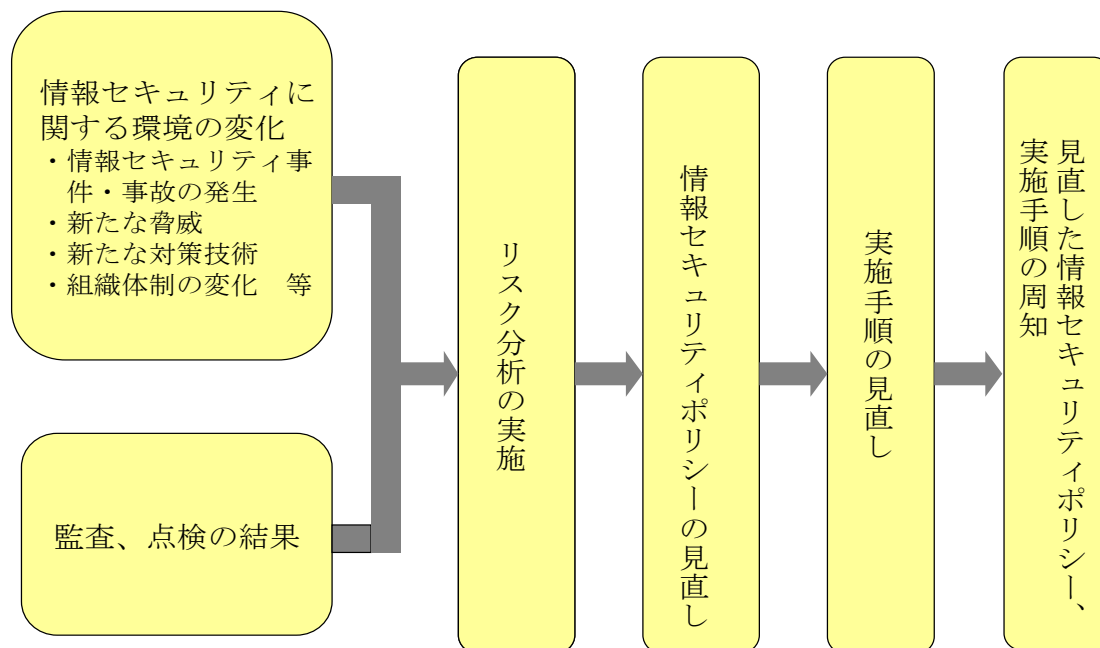 情報セキュリティに
関する環境の変化
・情報セキュリティ事
件・事故の発生
・新たな脅威
・新たな対策技術
・組織体制の変化　等
監査、点検の結果
リスク分析の実施
情報セキュリティポリシーの見直し
実施手順の見直し
見直した情報セキュリティポリシー、
実施手順の周知